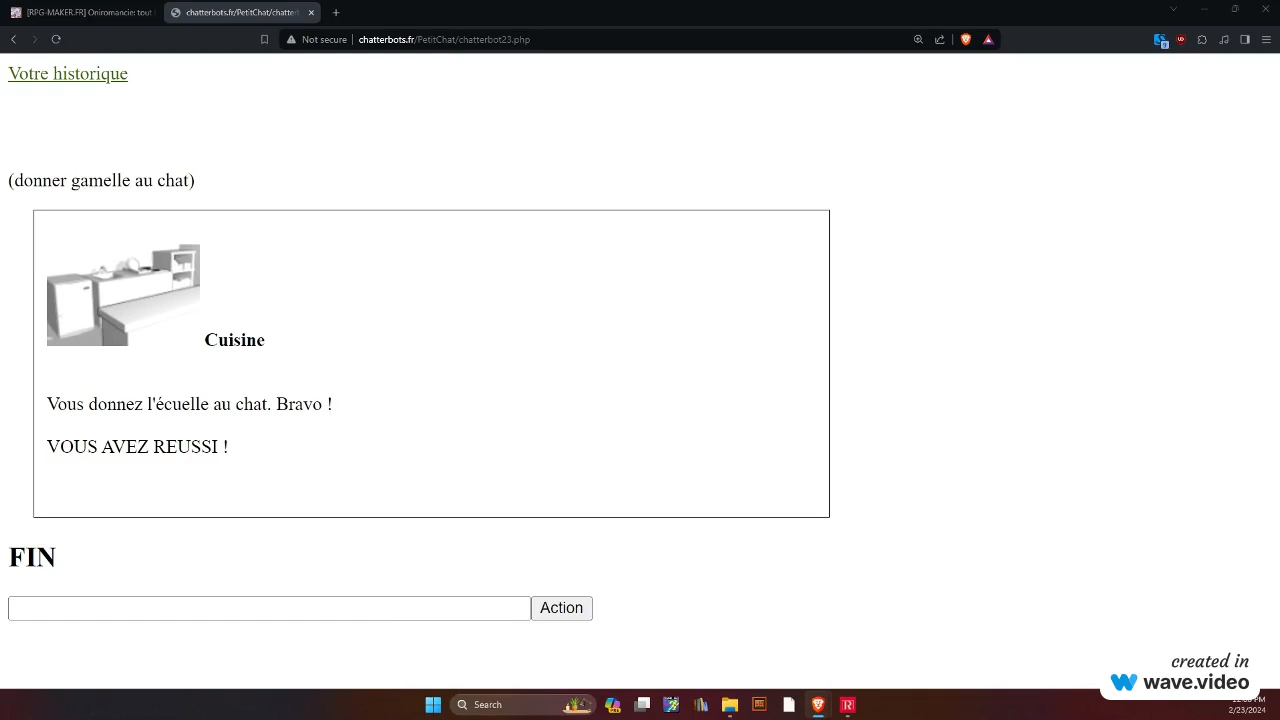 [RPG-MAKER.FR] Oniromancie: tout
chatterbots.fr/PetitChat/chatterb
Not secure
chatterbots.fr/PetitChat/chatterbot23.php
Votre historique
(donner gamelle au chat)
Cuisine
Vous donnez l'écuelle au chat. Bravo !
VOUS AVEZ REUSSI !
FIN
Action
created in
wave.video
Search
2/23/2024